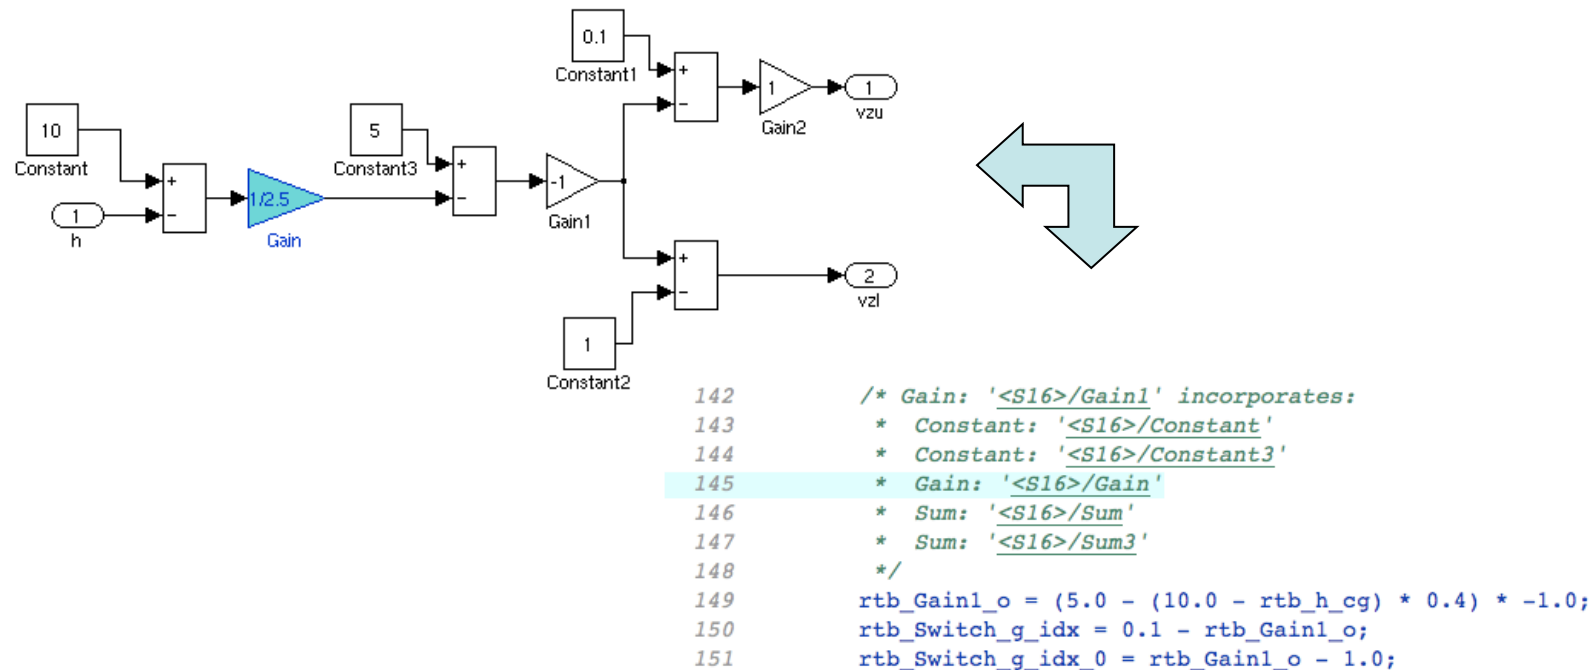 0.1
Constant1
+
−
1
Gain2
1
vzu
10
Constant
+
−
1
h
1/2.5
Gain
5
Constant3
+
−
-1
Gain1
+
−
2
vzl
1
Constant2
142 /* Gain: '<S16>/Gain1' incorporates:
143 * Constant: '<S16>/Constant'
144 * Constant: '<S16>/Constant3'
145 * Gain: '<S16>/Gain'
146 * Sum: '<S16>/Sum'
147 * Sum: '<S16>/Sum3'
148 */
149 rtb_Gain1_o = (5.0 - (10.0 - rtb_h_cg) * 0.4) * -1.0;
150 rtb_Switch_g_idx = 0.1 - rtb_Gain1_o;
151 rtb_Switch_g_idx_0 = rtb_Gain1_o - 1.0;